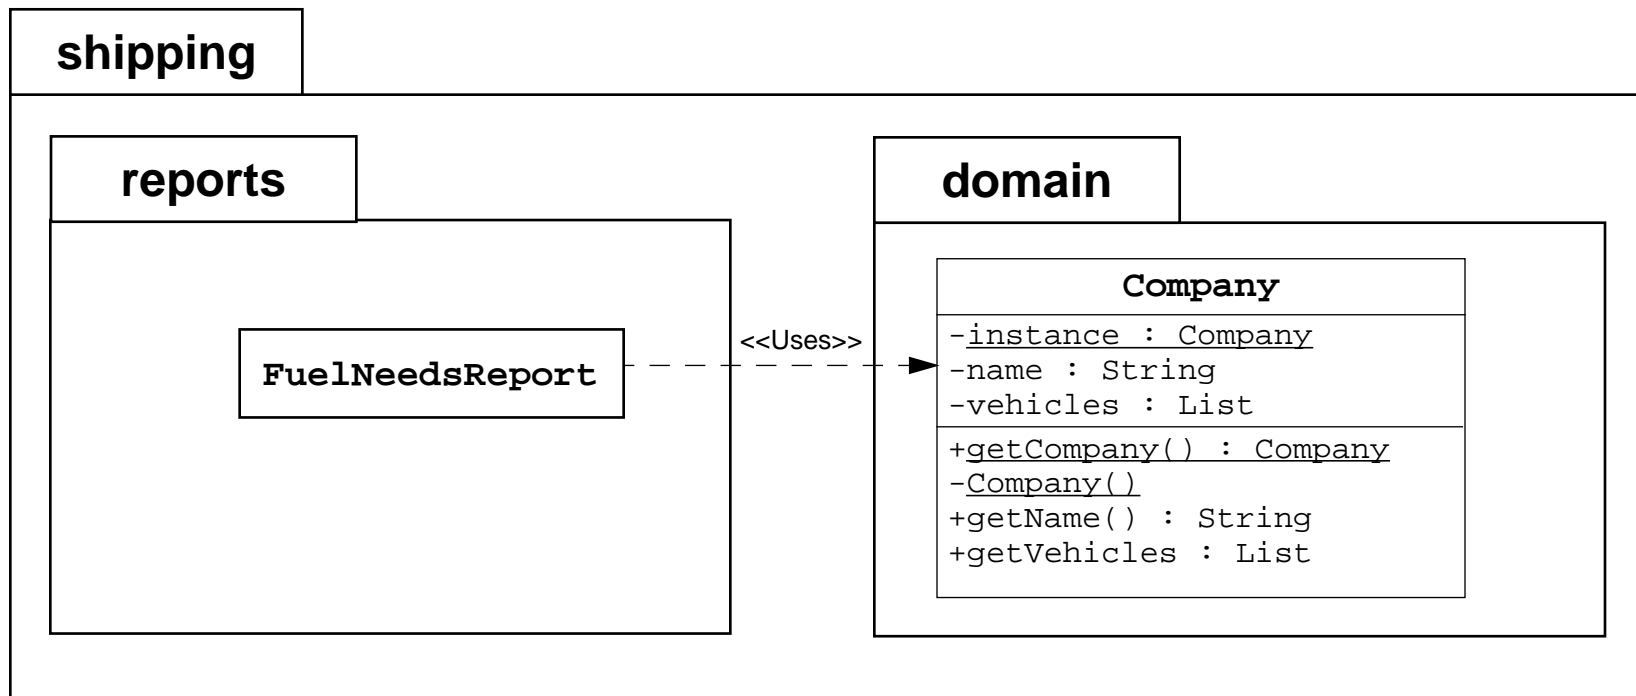 shipping
reports
domain
Company
-instance : Company
-name : String
-vehicles : List
<<Uses>>
FuelNeedsReport
+getCompany() : Company
-Company()
+getName() : String
+getVehicles : List